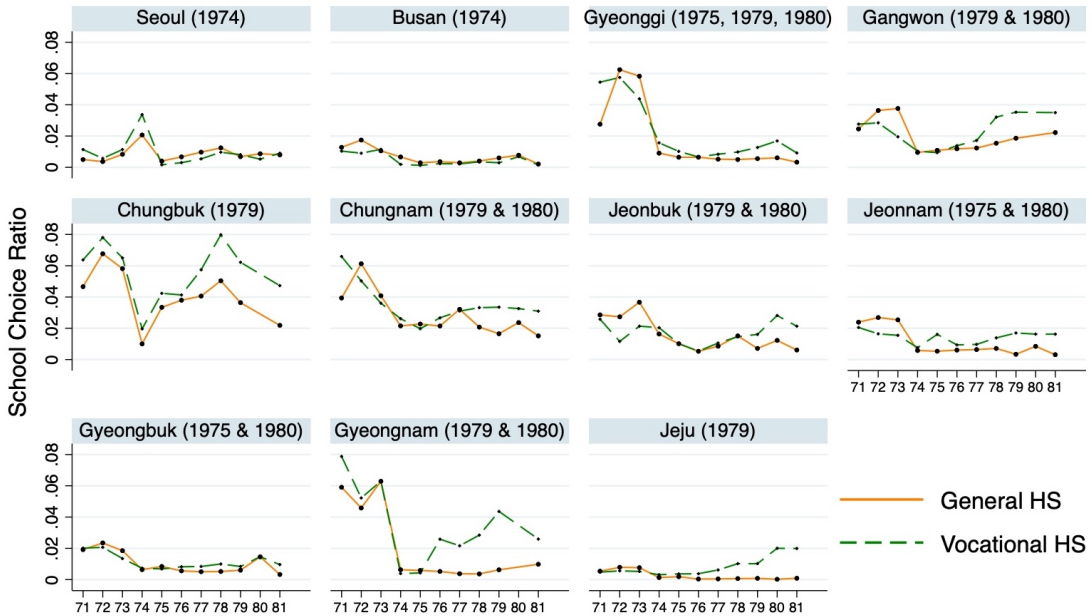 Seoul (1974)
Busan (1974)
Gyeonggi (1975, 1979, 1980)
Gangwon (1979 & 1980)
0 .02 .04 .06 .08
Chungbuk (1979)
Chungnam (1979 & 1980)
Jeonbuk (1979 & 1980)
Jeonnam (1975 & 1980)
0 .02 .04 .06 .08
School Choice Ratio
71 72 73 74 75 76 77 78 79 80 81
Gyeongbuk (1975 & 1980)
Gyeongnam (1979 & 1980)
Jeju (1979)
0 .02 .04 .06 .08
General HS
Vocational HS
71 72 73 74 75 76 77 78 79 80 81
71 72 73 74 75 76 77 78 79 80 81
71 72 73 74 75 76 77 78 79 80 81